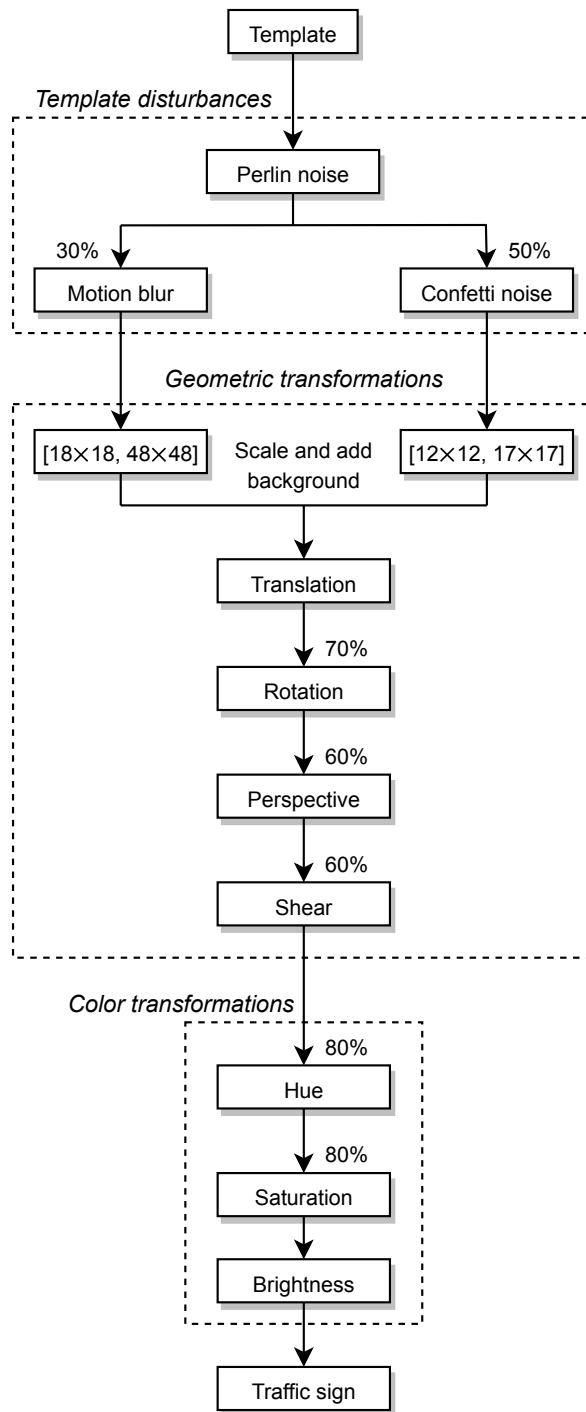 Template
Template disturbances
Perlin noise
30%
50%
Motion blur
Confetti noise
Geometric transformations
[18×18, 48×48]
Scale and add
background
[12×12, 17×17]
Translation
70%
Rotation
60%
Perspective
60%
Shear
Color transformations
80%
Hue
80%
Saturation
Brightness
Traffic sign